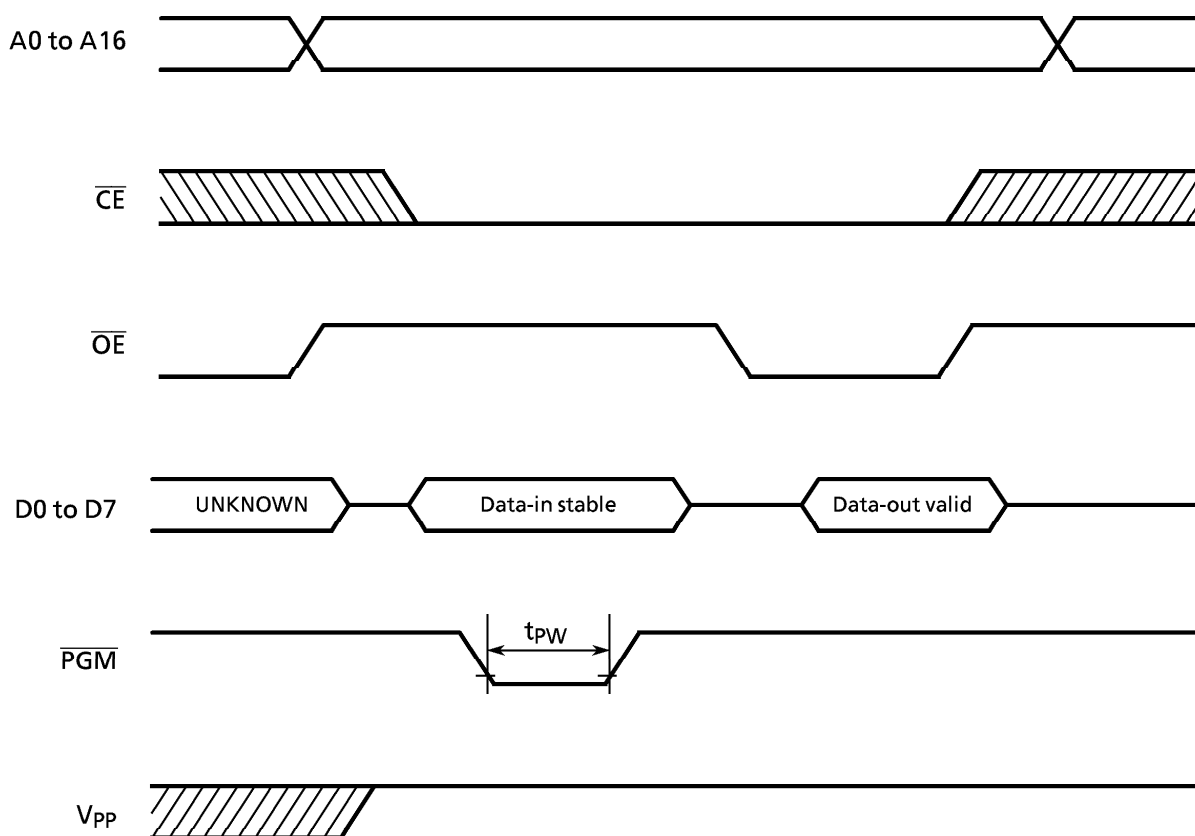 A0 to A16
CE
OE
D0 to D7 UNKNOWN Data-in stable Data-out valid
PGM tPW
VPP